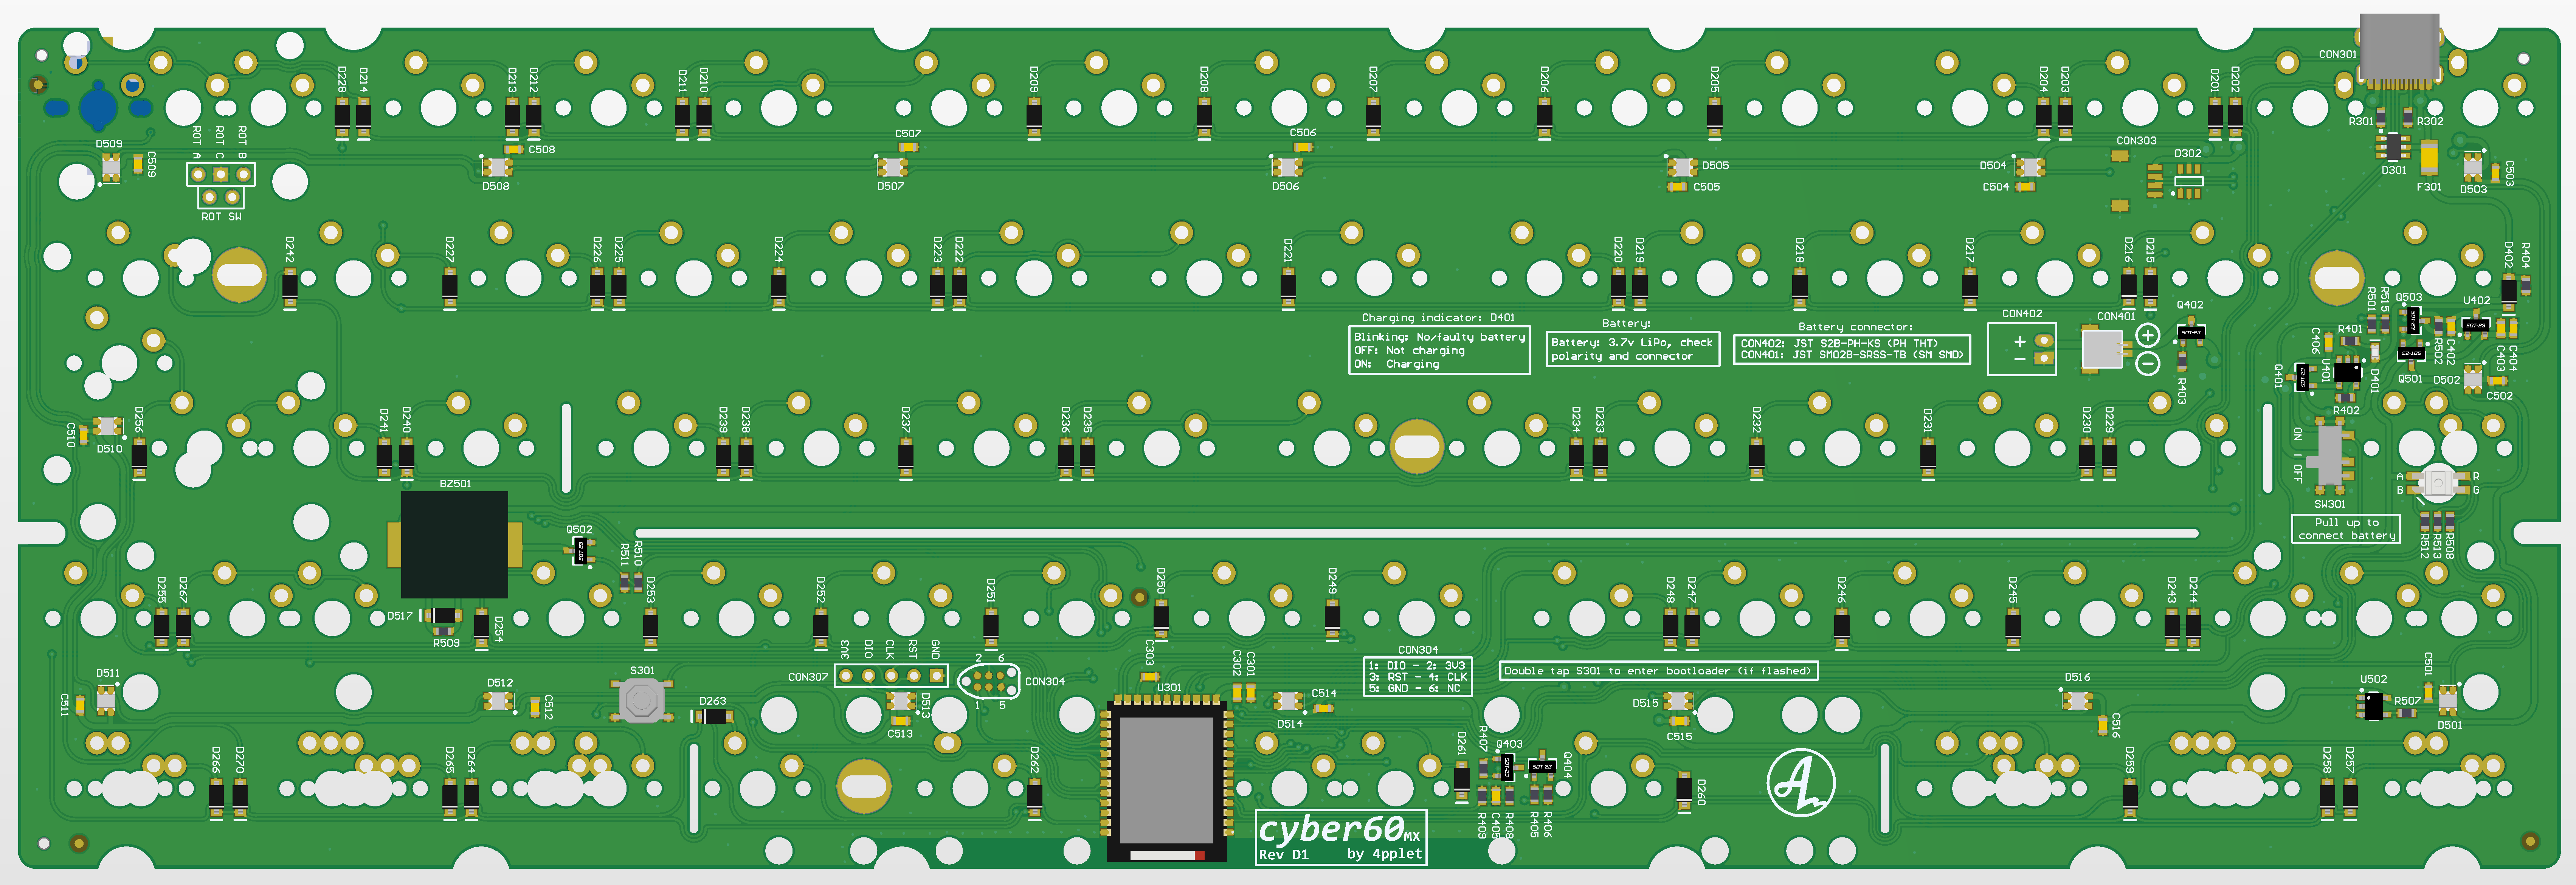 CON301
D228
D214
D213
D212
D211
D210
D209
D208
D207
D206
D205
D204
D203
D201
D202
R301
R302
ROT A
ROT C
ROT B
D509
C509
C508
D508
C507
D507
C506
D506
D505
C505
D504
C504
CON303
D302
D301
F301
D503
C503
ROT SW
D242
D227
D226
D225
D224
D223
D222
D221
D220
D219
D218
D217
D216
D215
D402
R404
Charging indicator: D401
Blinking: No/faulty battery
OFF: Not charging
ON: Charging
Battery:
Battery: 3.7v LiPo, check
polarity and connector
Battery connector:
CON402: JST S2B-PH-KS (PH THT)
CON401: JST SM02B-SRSS-TB (SM SMD)
CON402
+
−
CON401
+
−
Q402
R403
R501
R515
Q503
U402
C406
R401
R502
C402
C403
C404
Q401
U401
D401
Q501
D502
C502
R402
C510
D510
D256
D241
D240
D239
D238
D237
D236
D235
D234
D233
D232
D231
D230
D229
ON | OFF
SW301
A
R
B
G
Pull up to
connect battery
R512
R513
R508
BZ501
Q502
R511
R510
D255
D267
D517
R509
D254
D253
D252
D251
D250
D249
D248
D247
D246
D245
D243
D244
3V3
DIO
CLK
RST
GND
CON307
2 6
CON304
1 5
C303
U301
C302
C301
CON304
1: DIO - 2: 3V3
3: RST - 4: CLK
5: GND - 6: NC
Double tap S301 to enter bootloader (if flashed)
C511
D511
D512
C512
S301
D263
D513
C513
D514
C514
D515
C515
D516
C516
U502
R507
C501
D501
D266
D270
D265
D264
D262
D261
R407
Q403
Q404
R409
C405
R408
R405
R406
D260
D259
D258
D257
cyber60MX
Rev D1 by 4pplet